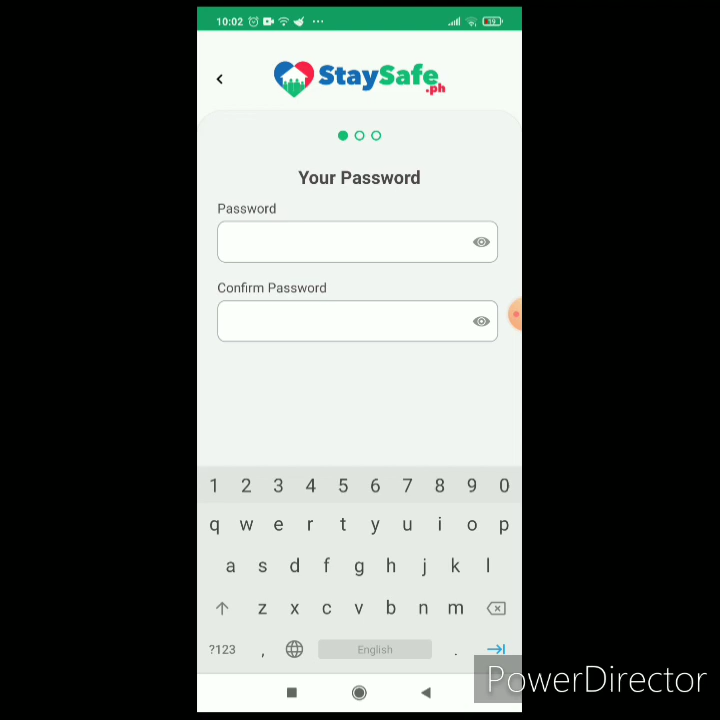 10:02
19
StaySafe
.ph
Your Password
Password
Confirm Password
1 2 3 4 5 6 7 8 9 0
q w e r t y u i o p
a s d f g h j k l
z x c v b n m
?123 , English .
PowerDirector